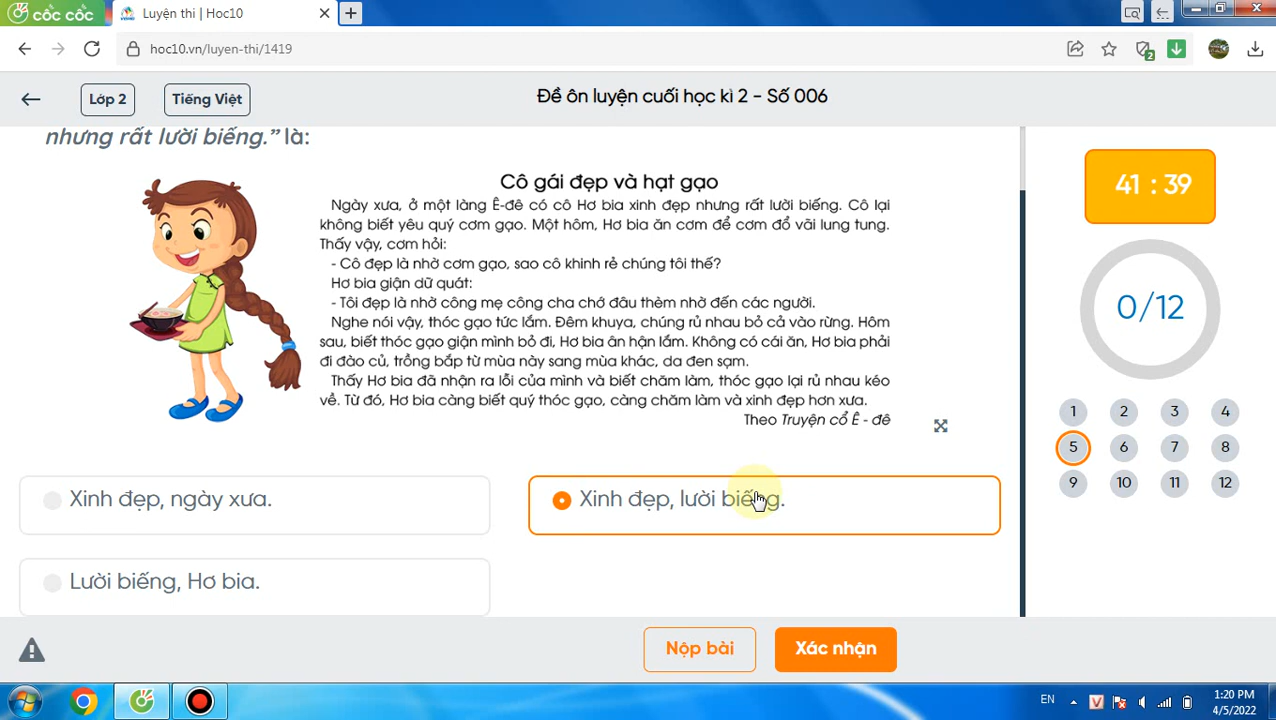 cốc cốc
Luyện thi | Hoc10
hoc10.vn/luyen-thi/1419
2
Lớp 2
Tiếng Việt
Đề ôn luyện cuối học kì 2 - Số 006
nhưng rất lười biếng.” là:
Cô gái đẹp và hạt gạo
Ngày xưa, ở một làng Ê-đê có cô Hơ bia xinh đẹp nhưng rất lười biếng. Cô lại
không biết yêu quý cơm gạo. Một hôm, Hơ bia ăn cơm để cơm đổ vãi lung tung.
Thấy vậy, cơm hỏi:
- Cô đẹp là nhờ cơm gạo, sao cô khinh rẻ chúng tôi thế?
Hơ bia giận dữ quát:
- Tôi đẹp là nhờ công mẹ công cha chớ đâu thèm nhờ đến các người.
Nghe nói vậy, thóc gạo tức lắm. Đêm khuya, chúng rủ nhau bỏ cả vào rừng. Hôm
sau, biết thóc gạo giận mình bỏ đi, Hơ bia ân hận lắm. Không có cái ăn, Hơ bia phải
đi đào củ, trồng bắp từ mùa này sang mùa khác, da đen sạm.
Thấy Hơ bia đã nhận ra lỗi của mình và biết chăm làm, thóc gạo lại rủ nhau kéo
về. Từ đó, Hơ bia càng biết quý thóc gạo, càng chăm làm và xinh đẹp hơn xưa.
Theo Truyện cổ Ê - đê
Xinh đẹp, ngày xưa.
Xinh đẹp, lười biếng.
Lười biếng, Hơ bia.
41 : 39
0/12
1 2 3 4
5 6 7 8
9 10 11 12
Nộp bài
Xác nhận
EN
V
1:20 PM
4/5/2022